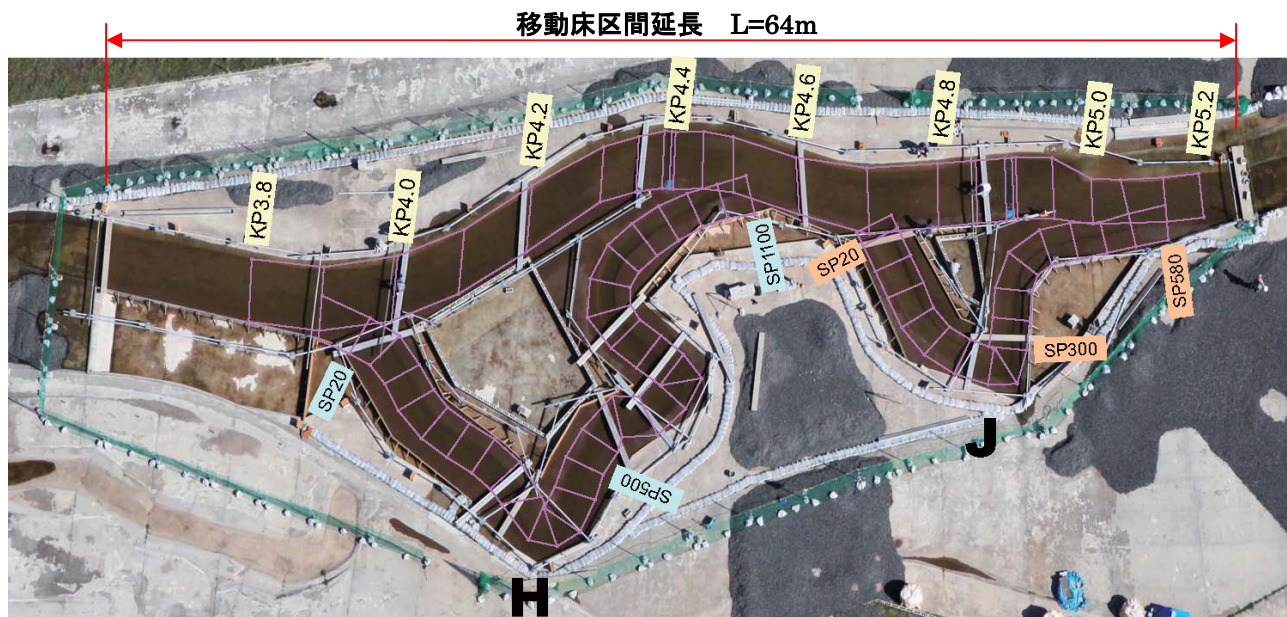 移動床区間延長 L=64m
KP3.8
KP4.0
KP4.2
KP4.4
KP4.6
KP4.8
KP5.0
KP5.2
SP20
SP500
SP1100
SP20
SP300
SP580
H
J